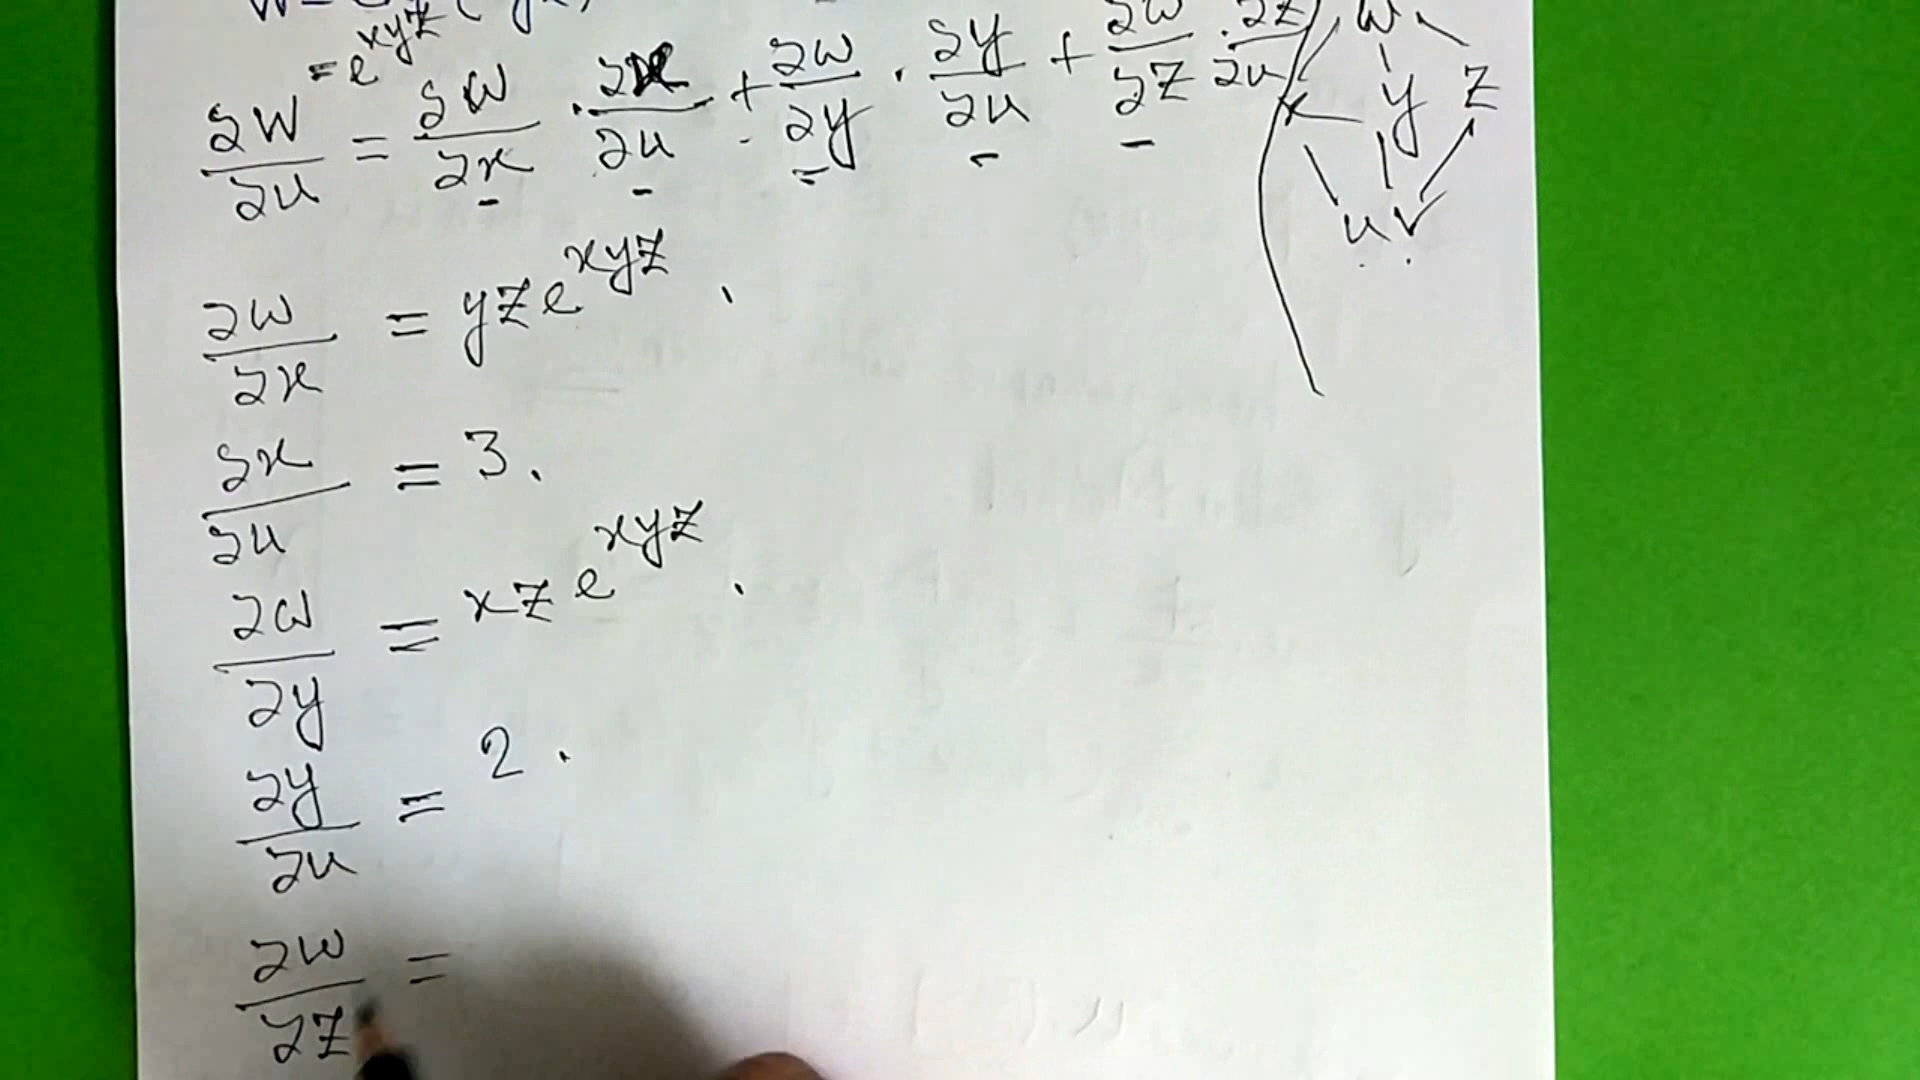 = e^xyz
∂w/∂u = ∂w/∂x · ∂x/∂u + ∂w/∂y · ∂y/∂u + ∂w/∂z · ∂z/∂u
w
x y z
u v
∂w/∂x = yz e^xyz .
∂x/∂u = 3 .
∂w/∂y = xz e^xyz .
∂y/∂u = 2 .
∂w/∂z =